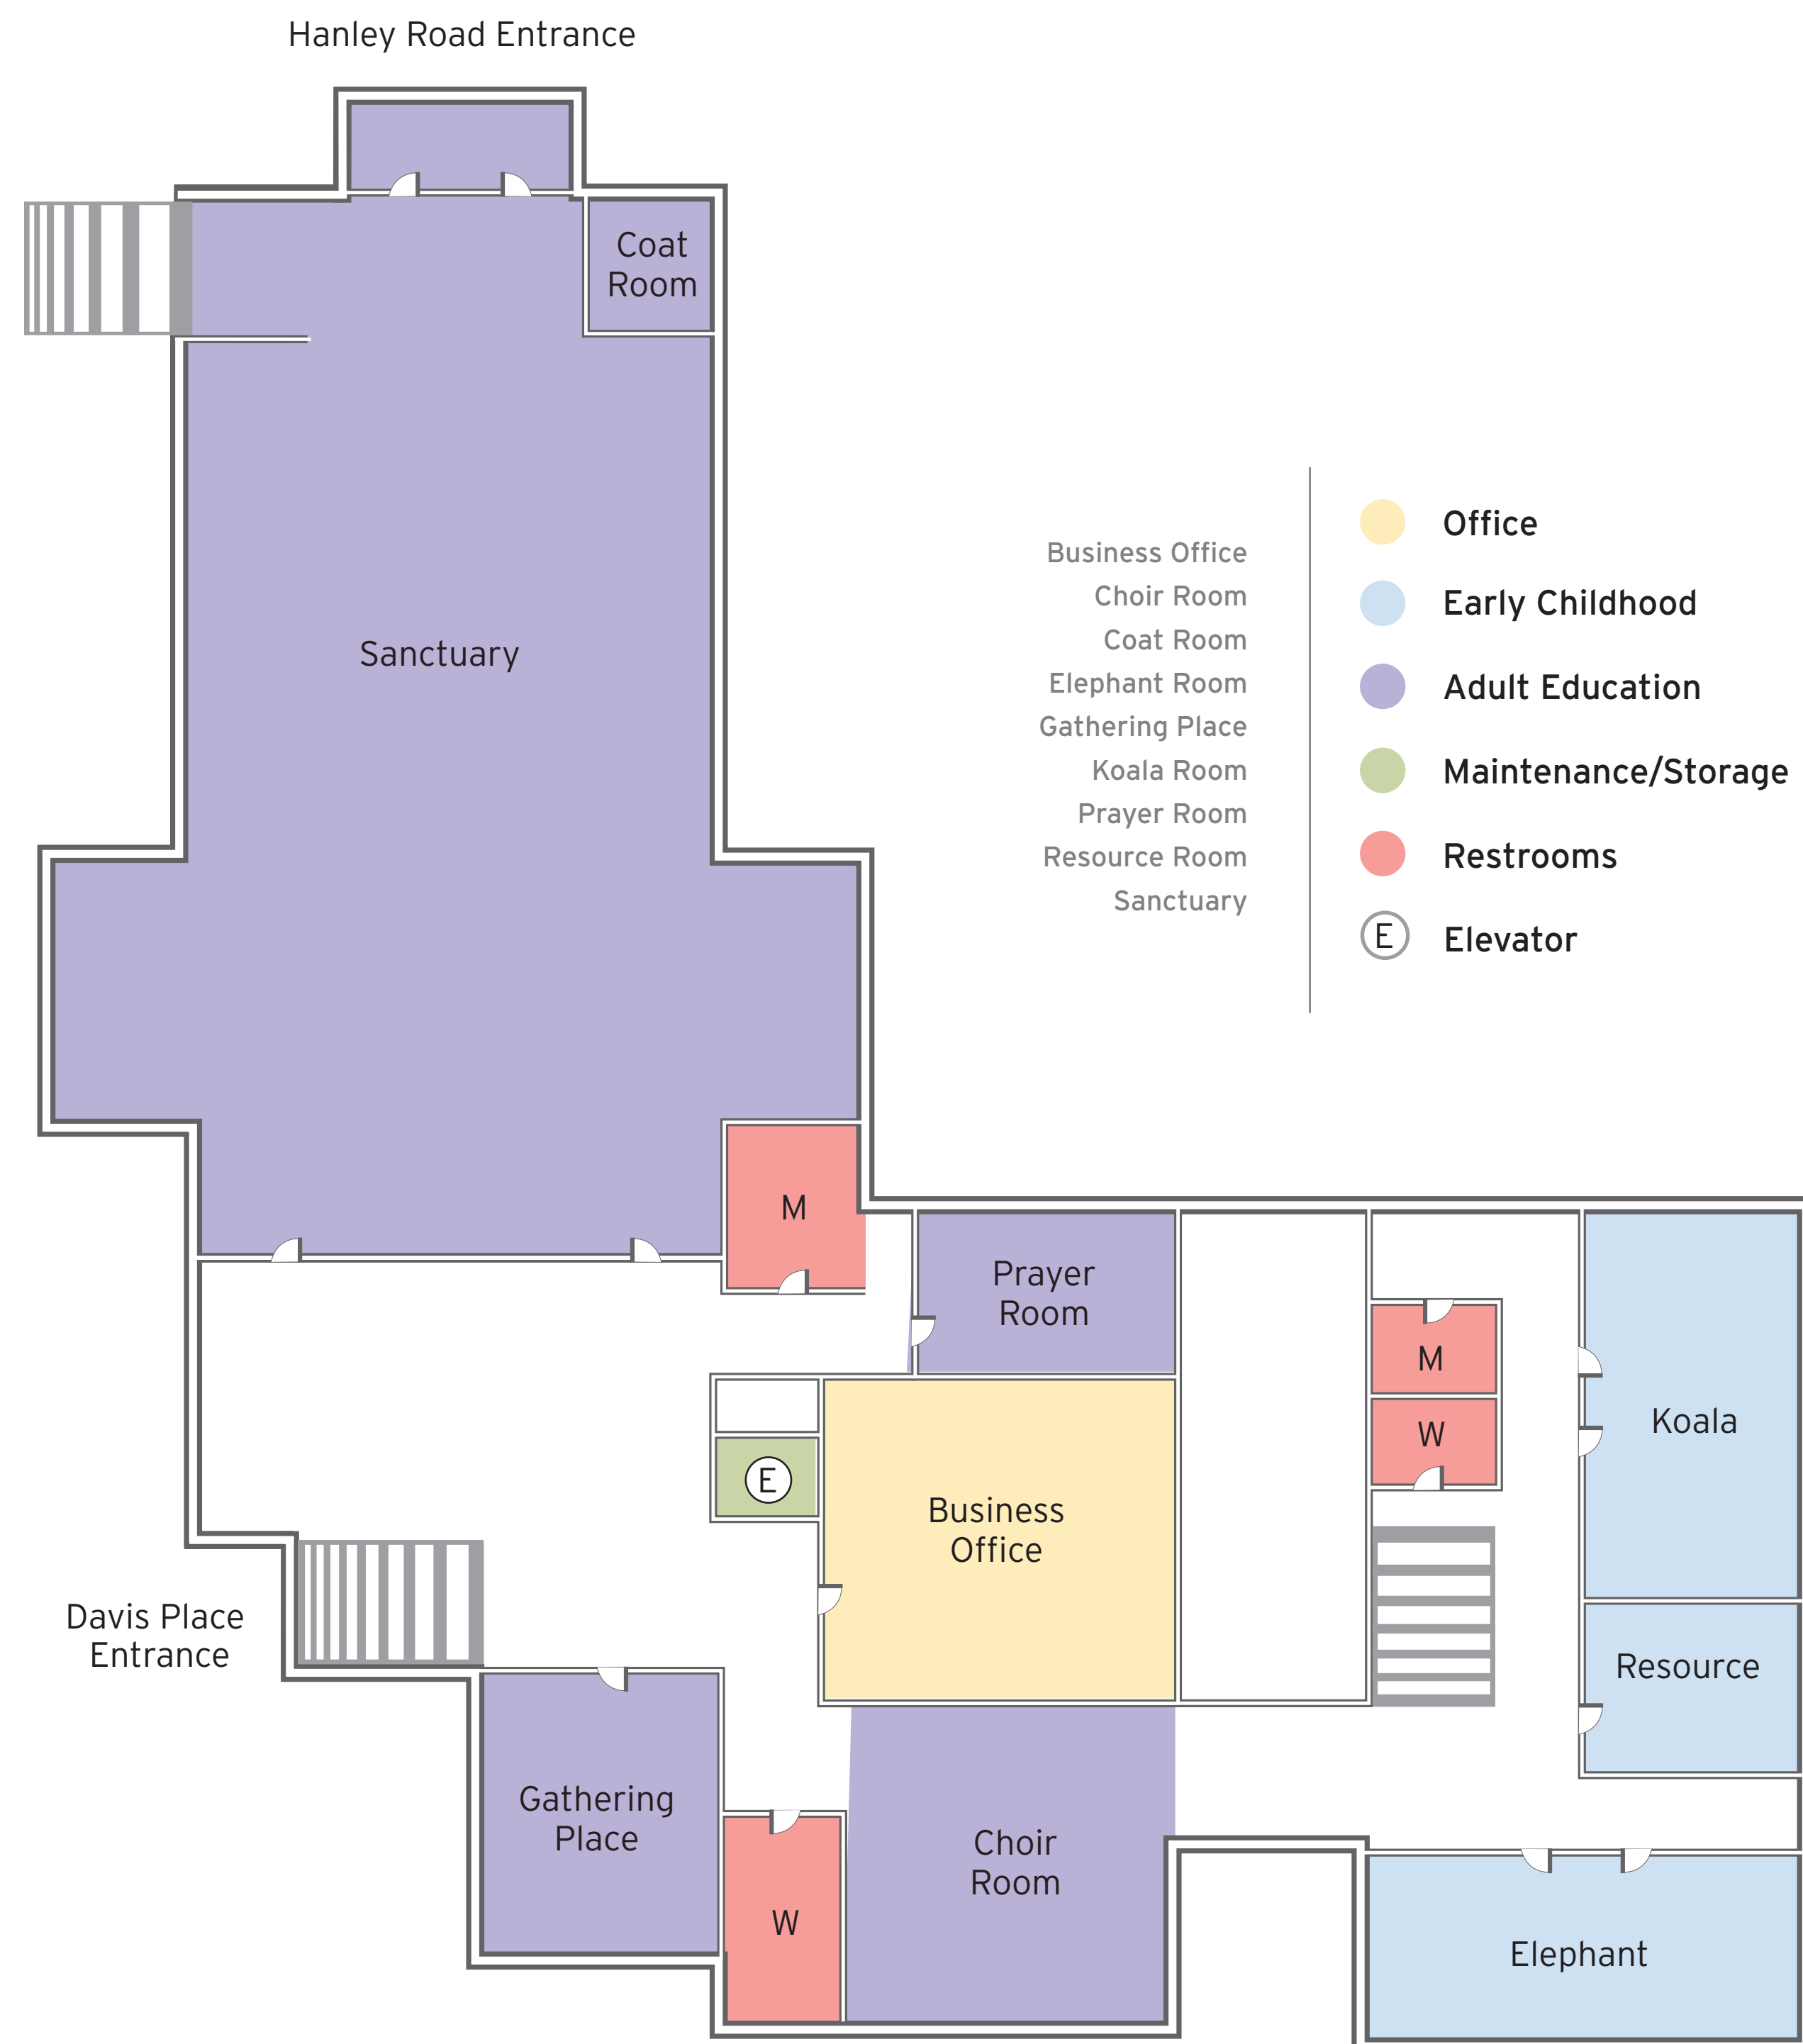 Hanley Road Entrance
Coat
Room
Sanctuary
Business Office
Choir Room
Coat Room
Elephant Room
Gathering Place
Koala Room
Prayer Room
Resource Room
Sanctuary
Office
Early Childhood
Adult Education
Maintenance/Storage
Restrooms
E
Elevator
M
Prayer
Room
M
W
Koala
E
Business
Office
Davis Place
Entrance
Resource
Gathering
Place
Choir
Room
W
Elephant